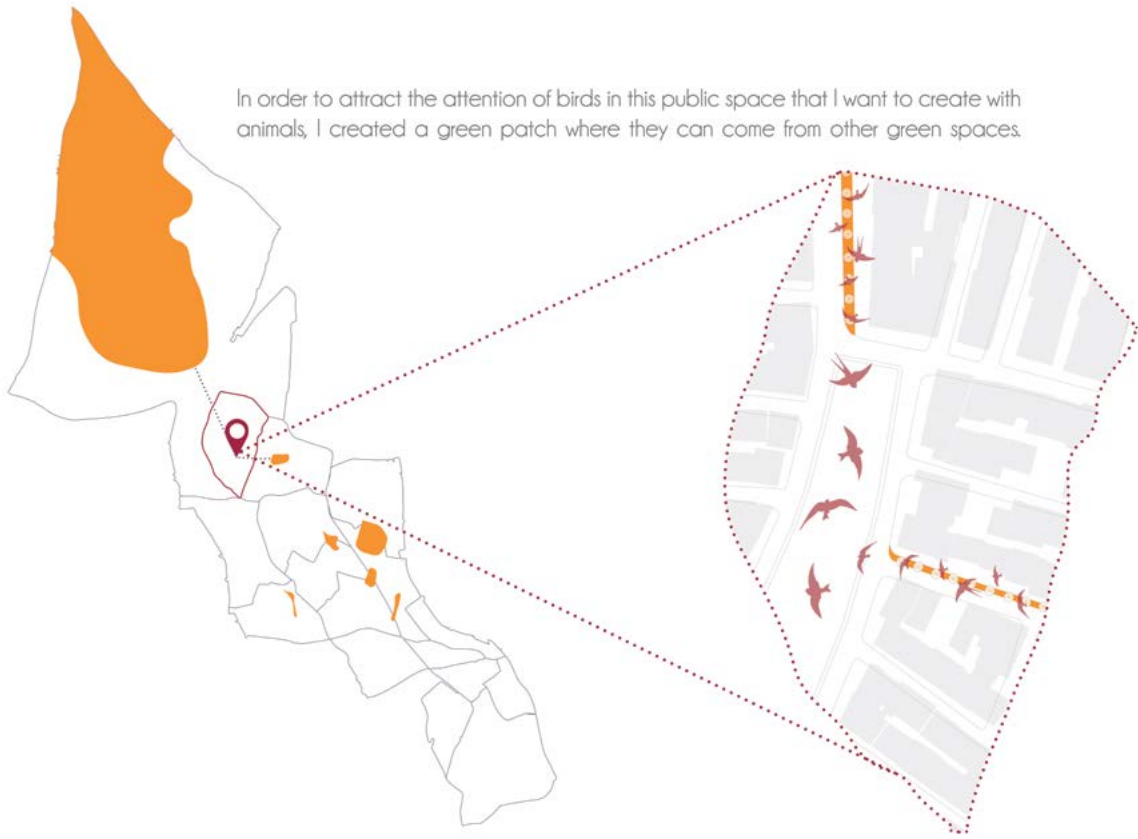 In order to attract the attention of birds in this public space that I want to create with
animals, I created a green patch where they can come from other green spaces.